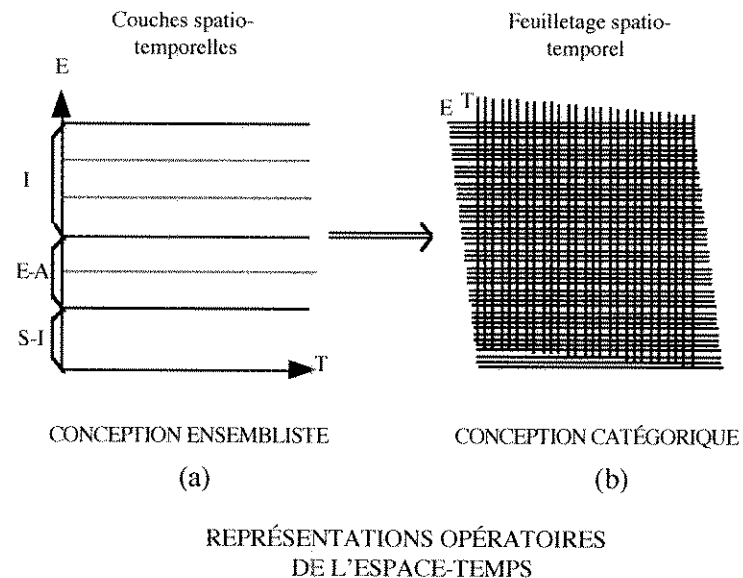 Couches spatio-
temporelles
Feuilletage spatio-
temporel
E
E T
I
E-A
S-I
T
CONCEPTION ENSEMBLISTE
(a)
CONCEPTION CATÉGORIQUE
(b)
REPRÉSENTATIONS OPÉRATOIRES
DE L'ESPACE-TEMPS